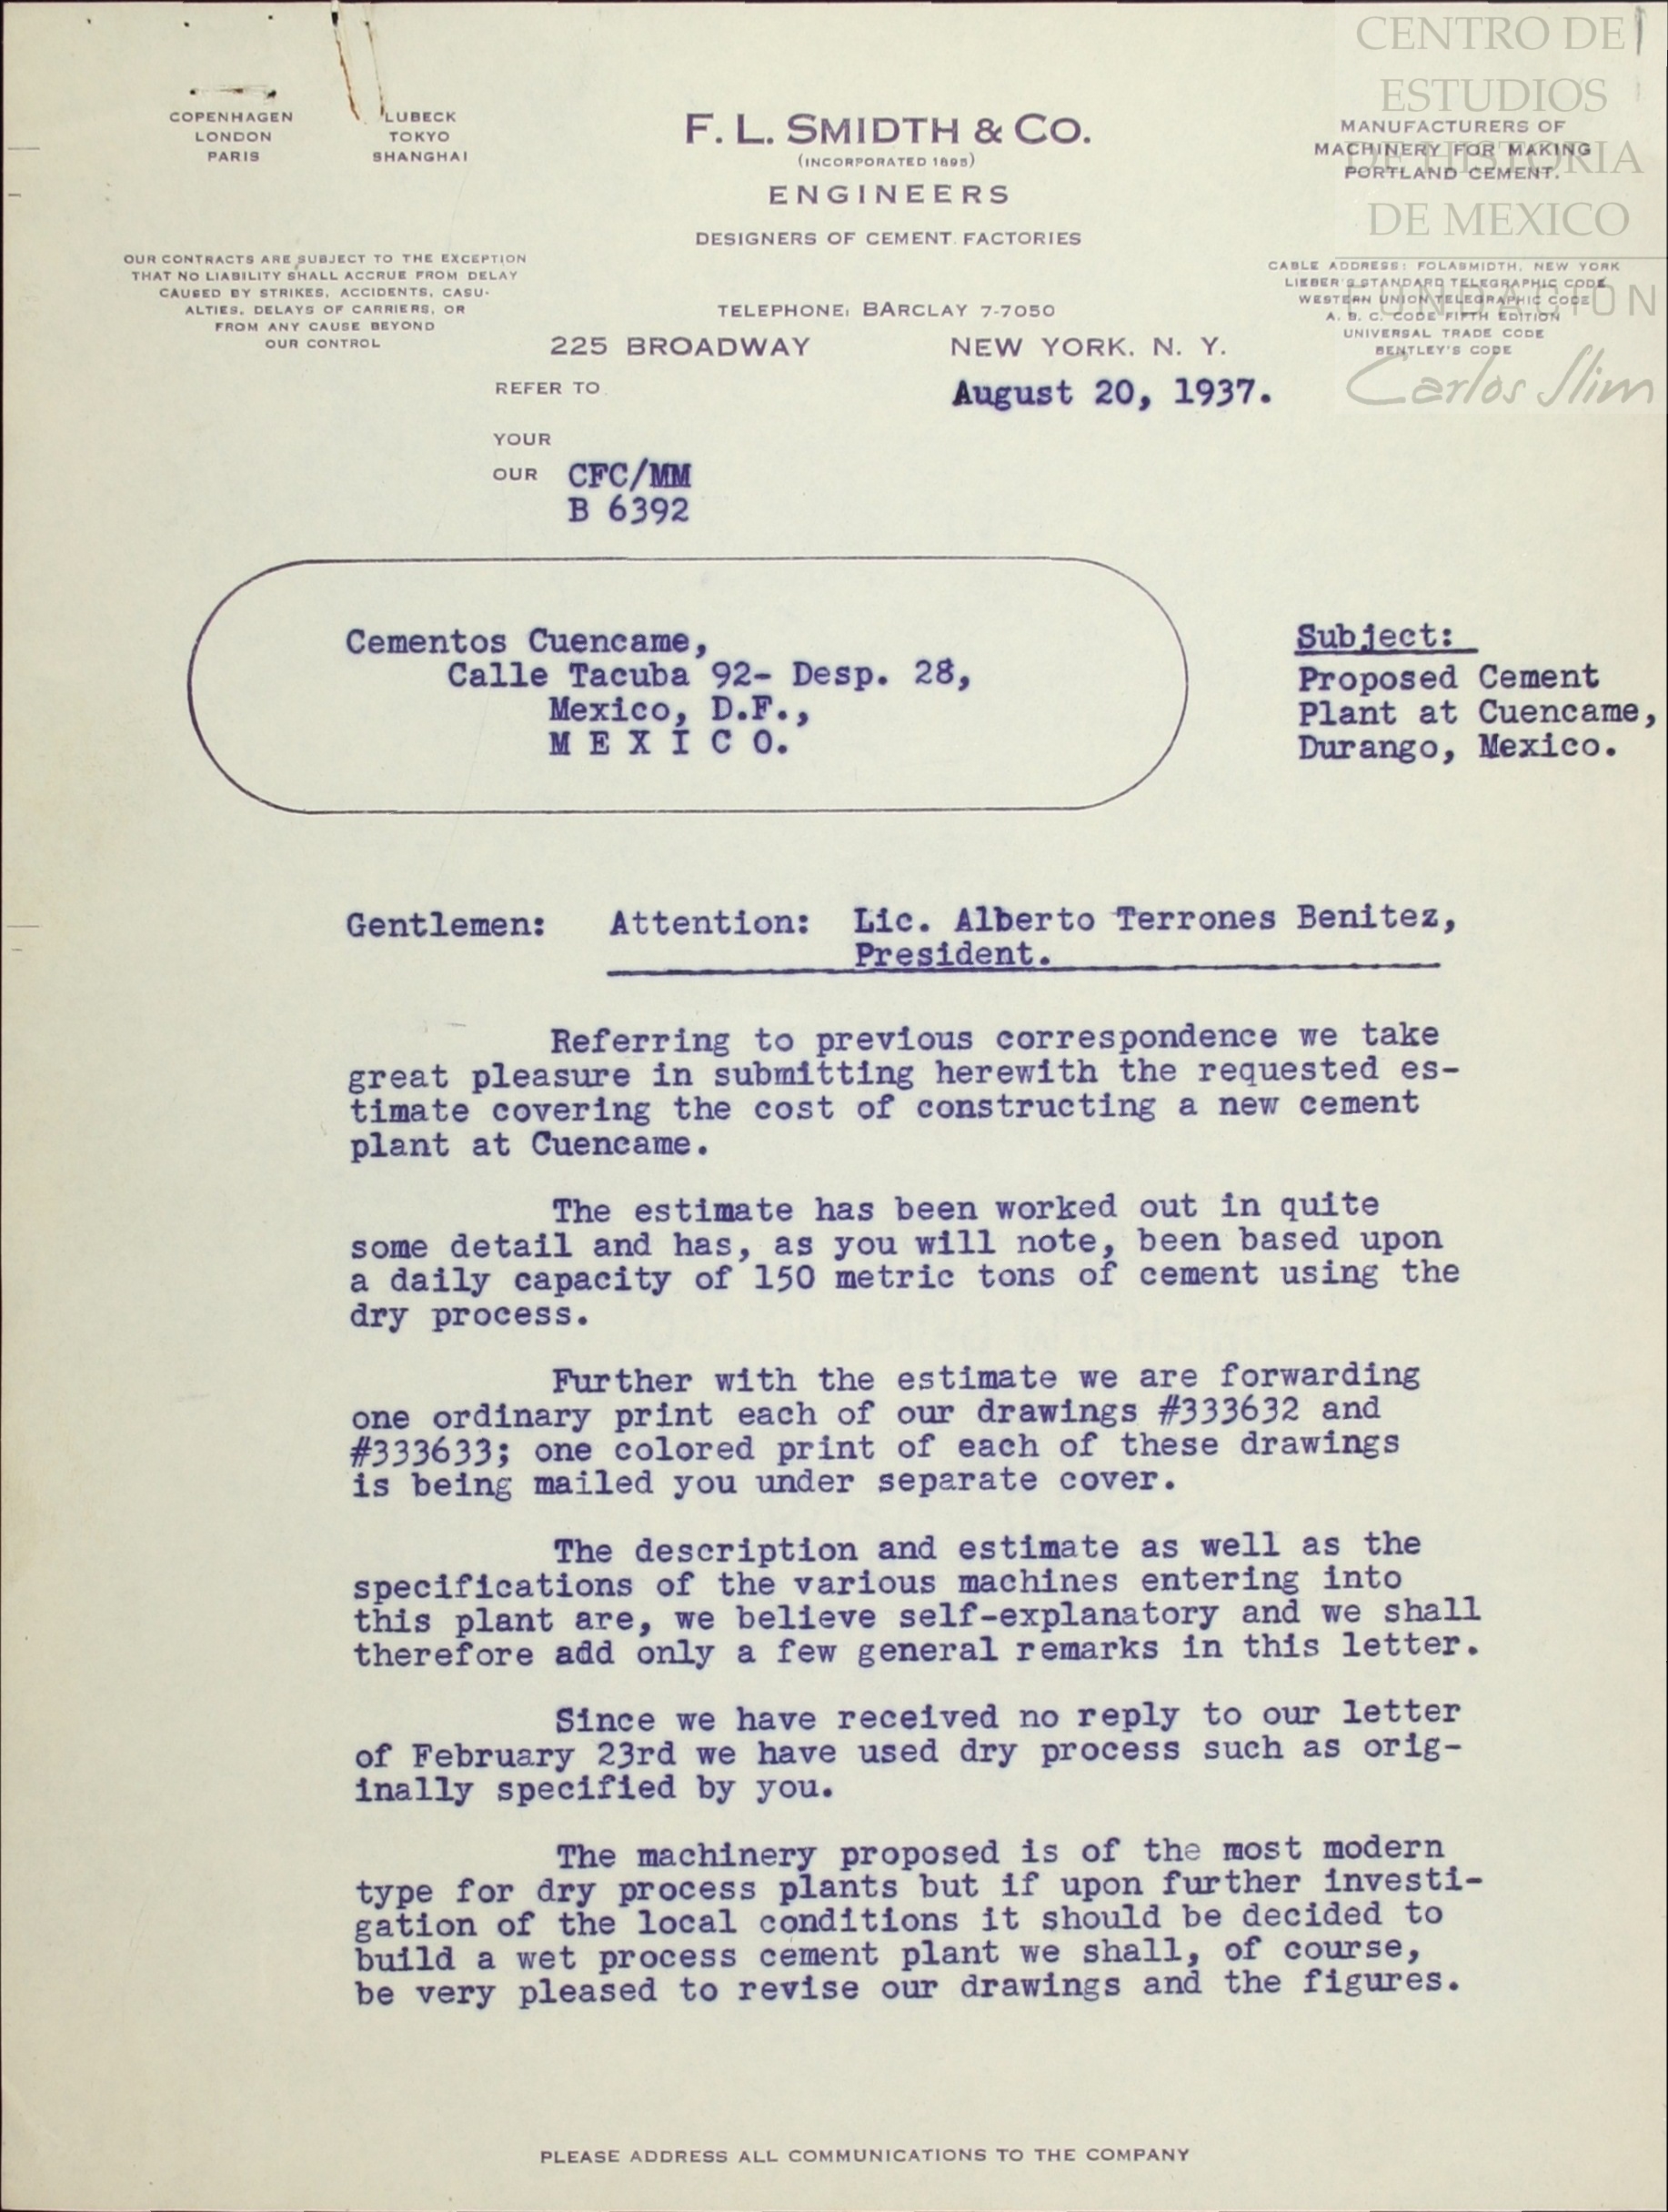 CENTRO DE
ESTUDIOS
DE HISTORIA
DE MEXICO
FUNDACION
Carlos Slim
COPENHAGEN
LONDON
PARIS
LUBECK
TOKYO
SHANGHAI
F. L. SMIDTH & CO.
(INCORPORATED 1895)
ENGINEERS
DESIGNERS OF CEMENT FACTORIES
MANUFACTURERS OF
MACHINERY FOR MAKING
PORTLAND CEMENT.
OUR CONTRACTS ARE SUBJECT TO THE EXCEPTION
THAT NO LIABILITY SHALL ACCRUE FROM DELAY
CAUSED BY STRIKES, ACCIDENTS, CASU-
ALTIES, DELAYS OF CARRIERS, OR
FROM ANY CAUSE BEYOND
OUR CONTROL
TELEPHONE: BARCLAY 7-7050
CABLE ADDRESS: FOLASMIDTH, NEW YORK
LIEBER'S STANDARD TELEGRAPHIC CODE
WESTERN UNION TELEGRAPHIC CODE
A. B. C. CODE FIFTH EDITION
UNIVERSAL TRADE CODE
BENTLEY'S CODE
225 BROADWAY NEW YORK, N. Y.
REFER TO
August 20, 1937.
YOUR
OUR CFC/MM
B 6392
Cementos Cuencame,
Calle Tacuba 92- Desp. 28,
Mexico, D.F.,
M E X I C O.
Subject:
Proposed Cement
Plant at Cuencame,
Durango, Mexico.
Gentlemen: Attention: Lic. Alberto Terrones Benitez,
President.
Referring to previous correspondence we take
great pleasure in submitting herewith the requested es-
timate covering the cost of constructing a new cement
plant at Cuencame.
The estimate has been worked out in quite
some detail and has, as you will note, been based upon
a daily capacity of 150 metric tons of cement using the
dry process.
Further with the estimate we are forwarding
one ordinary print each of our drawings #333632 and
#333633; one colored print of each of these drawings
is being mailed you under separate cover.
The description and estimate as well as the
specifications of the various machines entering into
this plant are, we believe self-explanatory and we shall
therefore add only a few general remarks in this letter.
Since we have received no reply to our letter
of February 23rd we have used dry process such as orig-
inally specified by you.
The machinery proposed is of the most modern
type for dry process plants but if upon further investi-
gation of the local conditions it should be decided to
build a wet process cement plant we shall, of course,
be very pleased to revise our drawings and the figures.
PLEASE ADDRESS ALL COMMUNICATIONS TO THE COMPANY